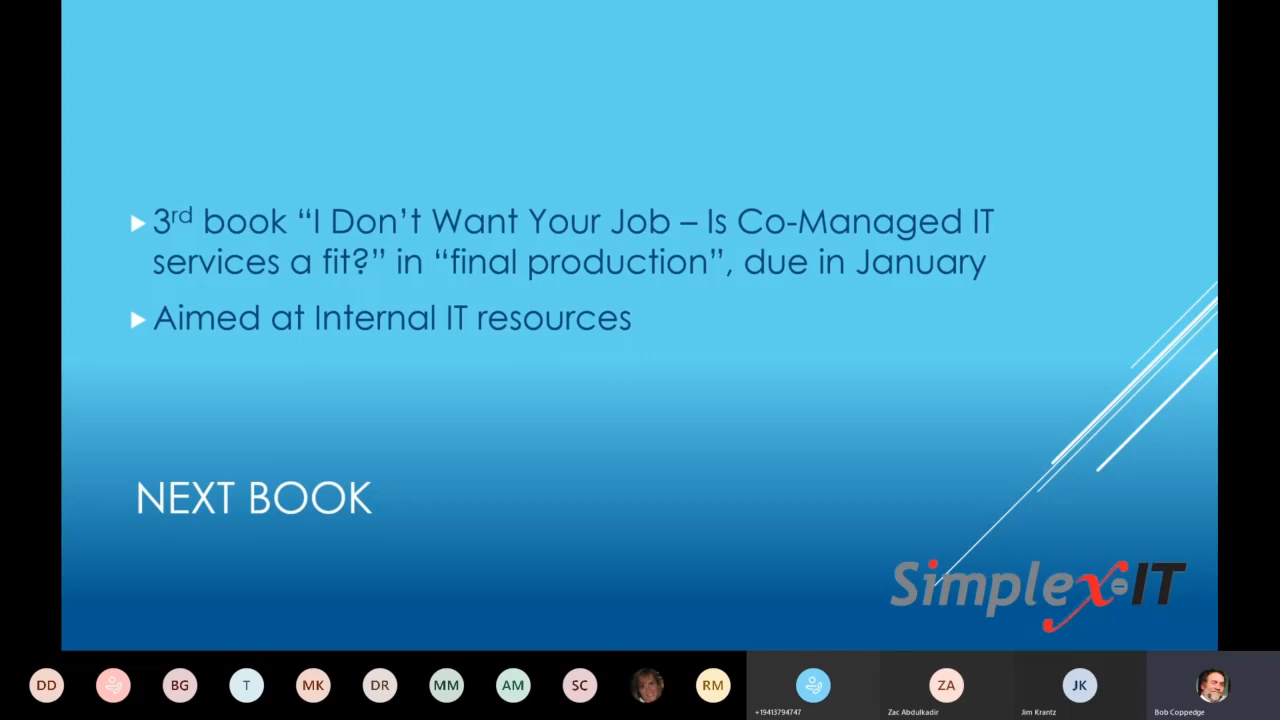 3rd book “I Don’t Want Your Job – Is Co-Managed IT
services a fit?” in “final production”, due in January
Aimed at Internal IT resources
NEXT BOOK
Simplex-IT
DD
BG
T
MK
DR
MM
AM
SC
RM
ZA
JK
+19413794747
Zac Abdulkadir
Jim Krantz
Bob Coppedge